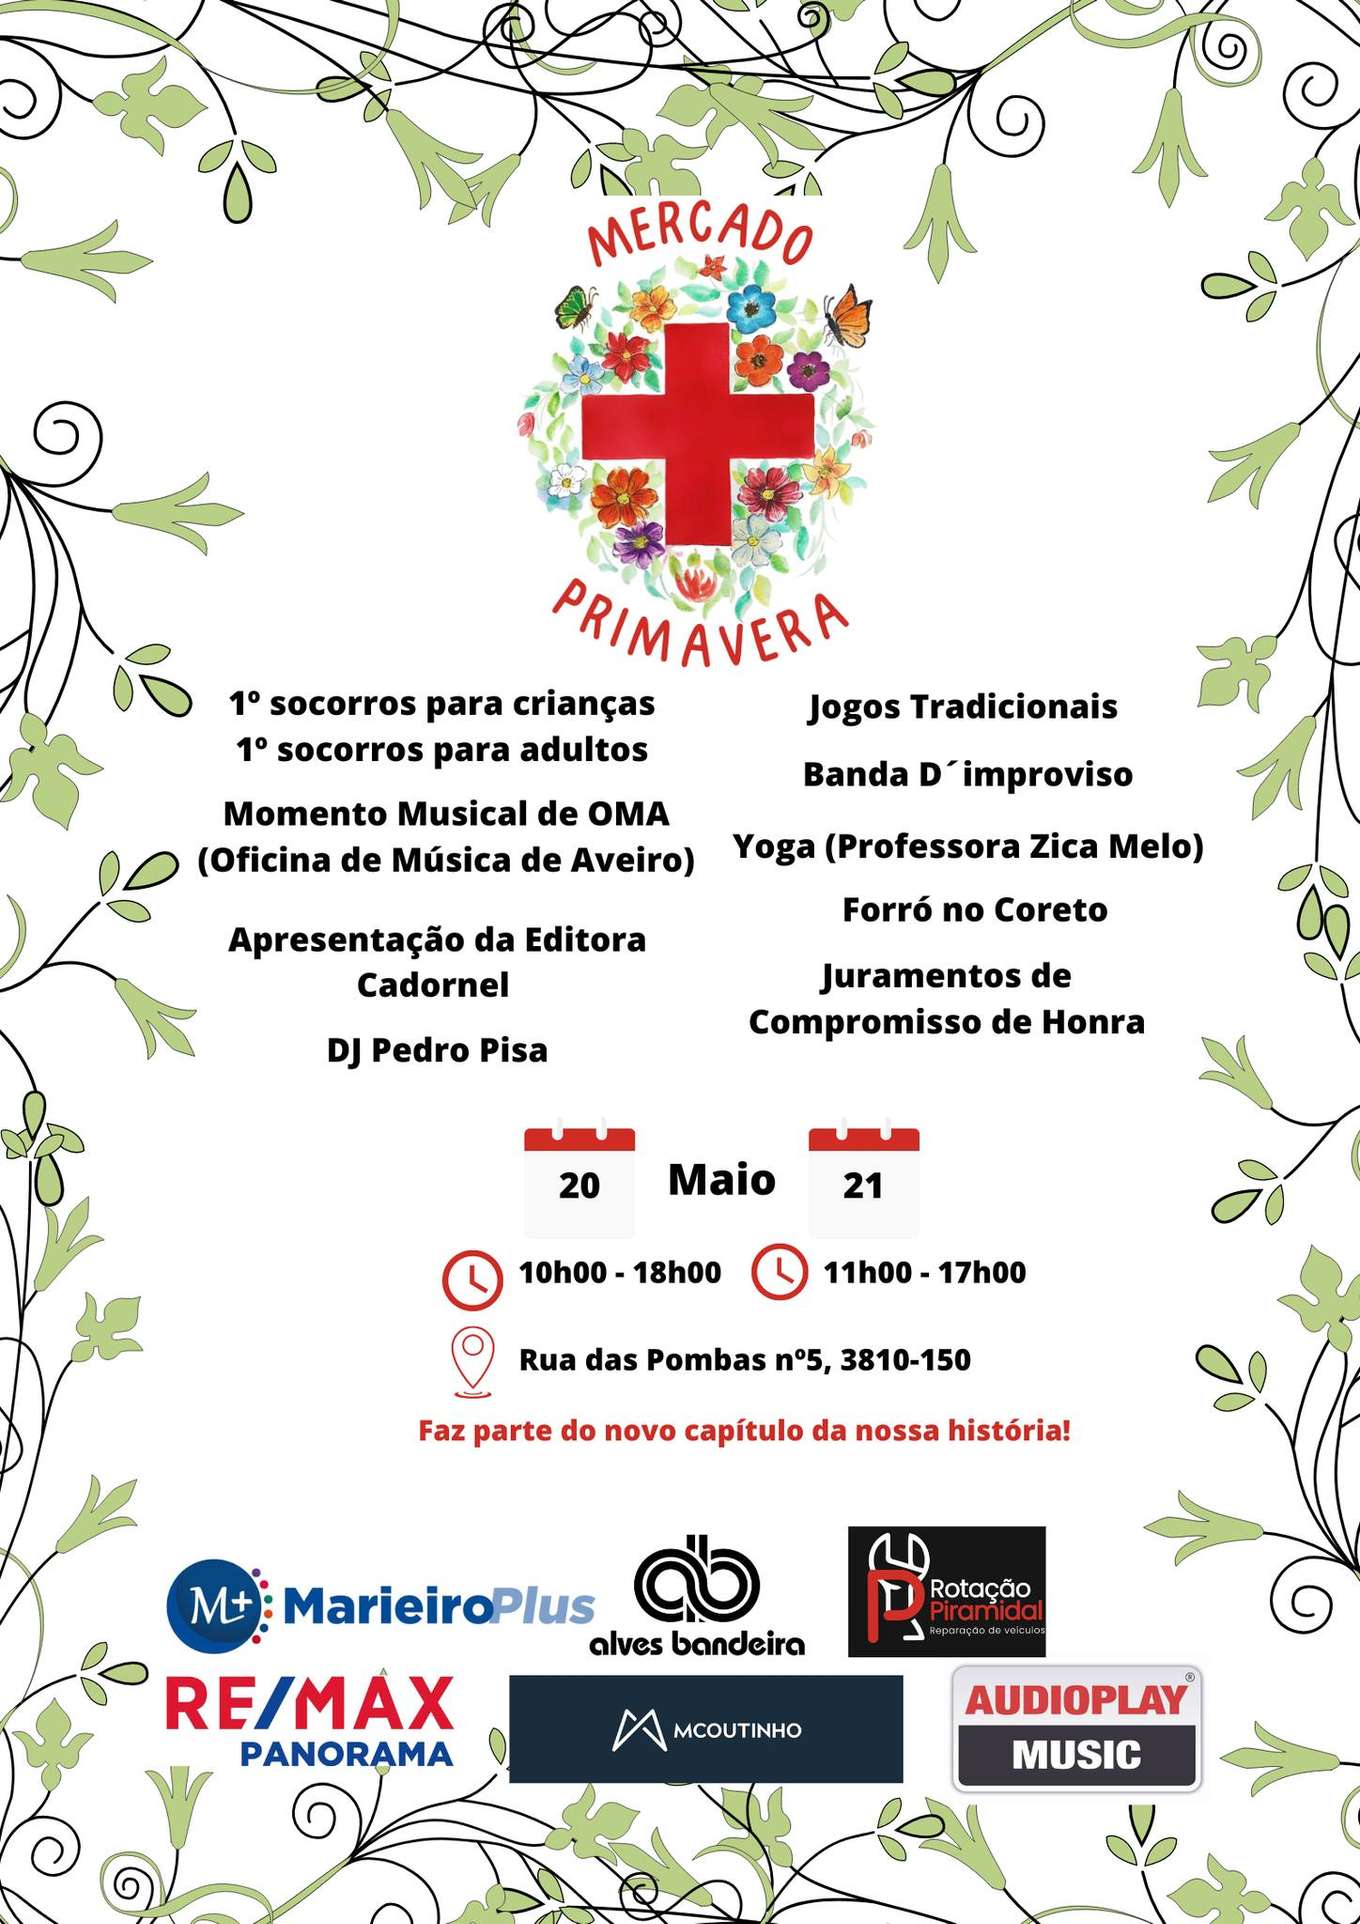 MERCADO
PRIMAVERA
1º socorros para crianças
1º socorros para adultos
Momento Musical de OMA
(Oficina de Música de Aveiro)
Apresentação da Editora
Cadornel
DJ Pedro Pisa
Jogos Tradicionais
Banda D´improviso
Yoga (Professora Zica Melo)
Forró no Coreto
Juramentos de
Compromisso de Honra
20 Maio 21
10h00 - 18h00 11h00 - 17h00
Rua das Pombas nº5, 3810-150
Faz parte do novo capítulo da nossa história!
M+ MarieiroPlus
ab
alves bandeira
RP
Rotação
Piramidal
Reparação de veículos
RE/MAX
PANORAMA
MCOUTINHO
AUDIOPLAY®
MUSIC